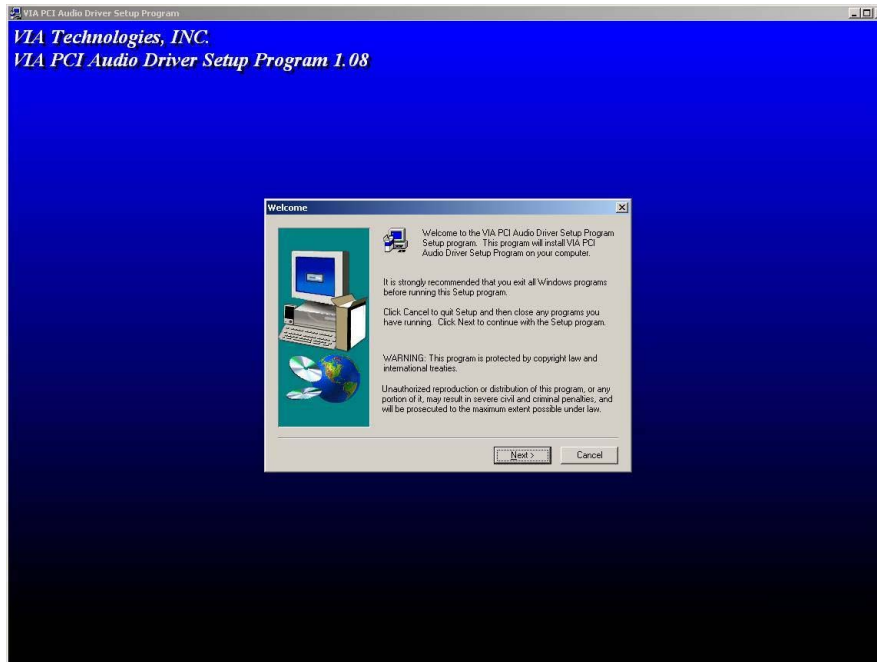 VIA PCI Audio Driver Setup Program
VIA Technologies, INC.
VIA PCI Audio Driver Setup Program 1.08
Welcome
Welcome to the VIA PCI Audio Driver Setup Program
Setup program. This program will install VIA PCI
Audio Driver Setup Program on your computer.
It is strongly recommended that you exit all Windows programs
before running this Setup program.
Click Cancel to quit Setup and then close any programs you
have running. Click Next to continue with the Setup program.
WARNING: This program is protected by copyright law and
international treaties.
Unauthorized reproduction or distribution of this program, or any
portion of it, may result in severe civil and criminal penalties, and
will be prosecuted to the maximum extent possible under law.
Next >
Cancel